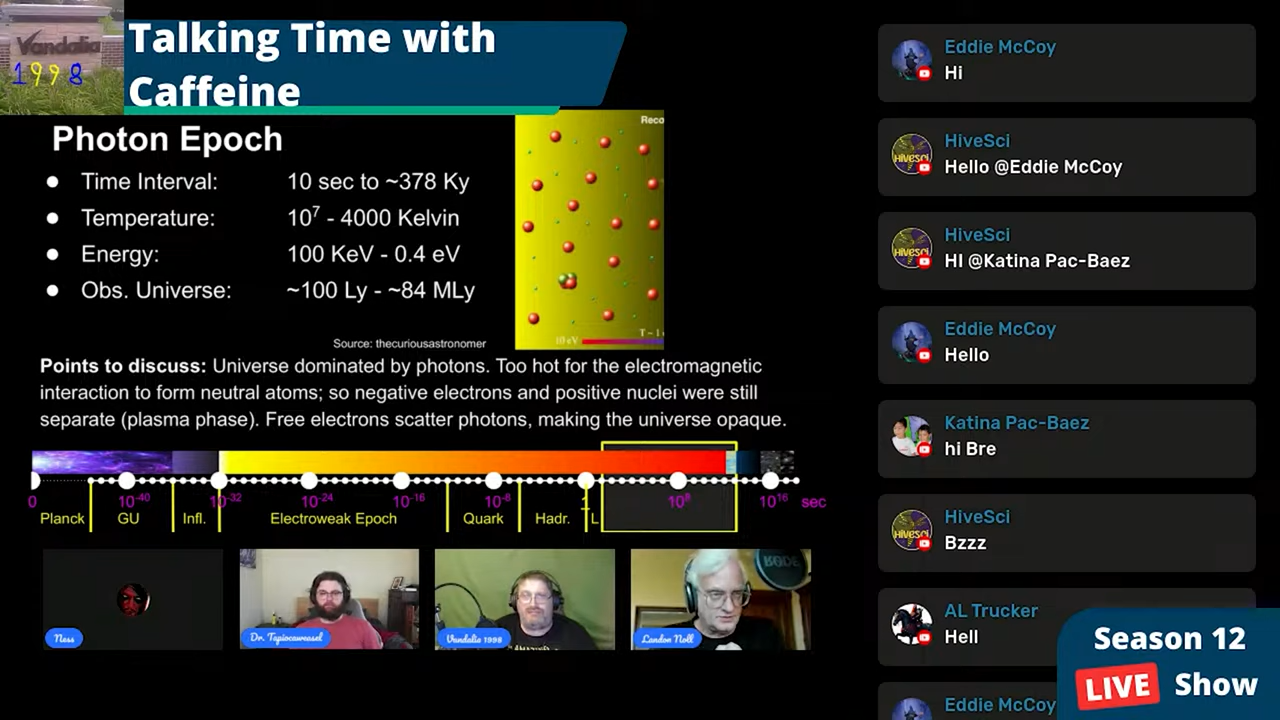 Vandalia
1998
Talking Time with
Caffeine
Photon Epoch
● Time Interval: 10 sec to ~378 Ky
● Temperature: 10⁷ - 4000 Kelvin
● Energy: 100 KeV - 0.4 eV
● Obs. Universe: ~100 Ly - ~84 MLy
Reco
10 eV
T ~ 1
Source: thecuriousastronomer
Points to discuss: Universe dominated by photons. Too hot for the electromagnetic
interaction to form neutral atoms; so negative electrons and positive nuclei were still
separate (plasma phase). Free electrons scatter photons, making the universe opaque.
0 10⁻⁴⁰ 10⁻³² 10⁻²⁴ 10⁻¹⁶ 10⁻⁸ 1 10⁸ 10¹⁶ sec
Planck GU Infl. Electroweak Epoch Quark Hadr. L
RØDE
Ness
Dr. Tapiocaweasel
Vandalia 1998
Landon Noll
Eddie McCoy
Hi
HiveSci
Hello @Eddie McCoy
HiveSci
HI @Katina Pac-Baez
Eddie McCoy
Hello
Katina Pac-Baez
hi Bre
HiveSci
Bzzz
AL Trucker
Hell
Eddie McCoy
Season 12
LIVE Show